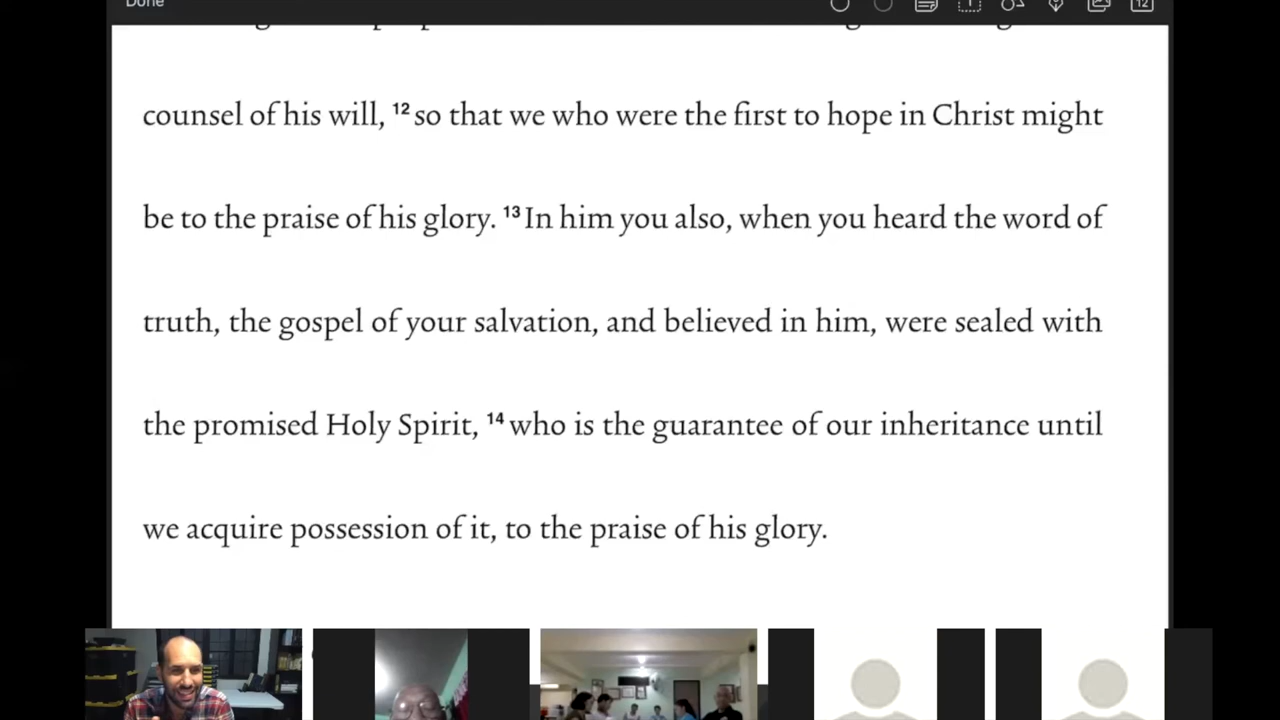 Done
12
counsel of his will, 12 so that we who were the first to hope in Christ might
be to the praise of his glory. 13 In him you also, when you heard the word of
truth, the gospel of your salvation, and believed in him, were sealed with
the promised Holy Spirit, 14 who is the guarantee of our inheritance until
we acquire possession of it, to the praise of his glory.